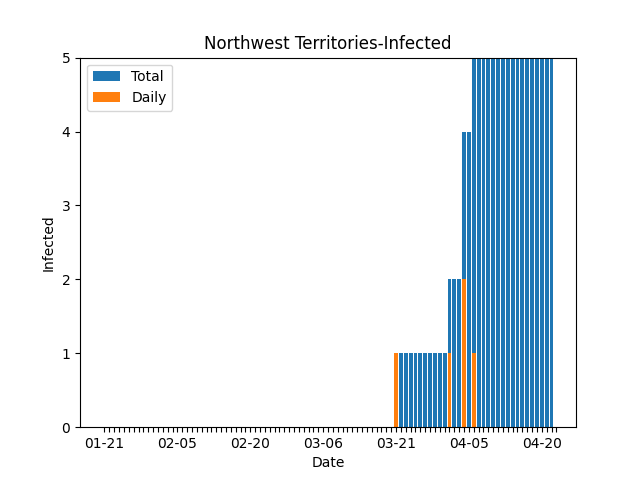 Northwest Territories-Infected
Total
Daily
Infected
5
4
3
2
1
0
01-21 02-05 02-20 03-06 03-21 04-05 04-20
Date